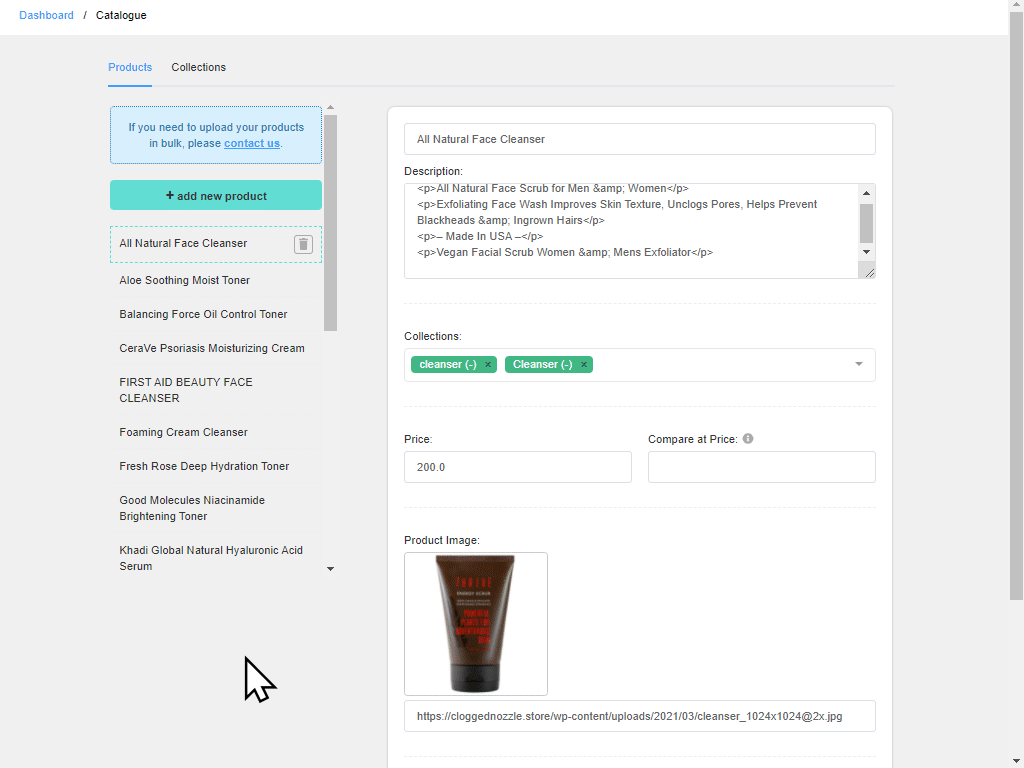 Dashboard / Catalogue
Products Collections
If you need to upload your products
in bulk, please contact us.
+ add new product
All Natural Face Cleanser
Aloe Soothing Moist Toner
Balancing Force Oil Control Toner
CeraVe Psoriasis Moisturizing Cream
FIRST AID BEAUTY FACE
CLEANSER
Foaming Cream Cleanser
Fresh Rose Deep Hydration Toner
Good Molecules Niacinamide
Brightening Toner
Khadi Global Natural Hyaluronic Acid
Serum
All Natural Face Cleanser
Description:
<p>All Natural Face Scrub for Men &amp; Women</p>
<p>Exfoliating Face Wash Improves Skin Texture, Unclogs Pores, Helps Prevent
Blackheads &amp; Ingrown Hairs</p>
<p>– Made In USA –</p>
<p>Vegan Facial Scrub Women &amp; Mens Exfoliator</p>
Collections:
cleanser (-) × Cleanser (-) ×
Price: Compare at Price:
200.0
Product Image:
THRIVE
ENERGY SCRUB
POWERFUL
https://cloggednozzle.store/wp-content/uploads/2021/03/cleanser_1024x1024@2x.jpg